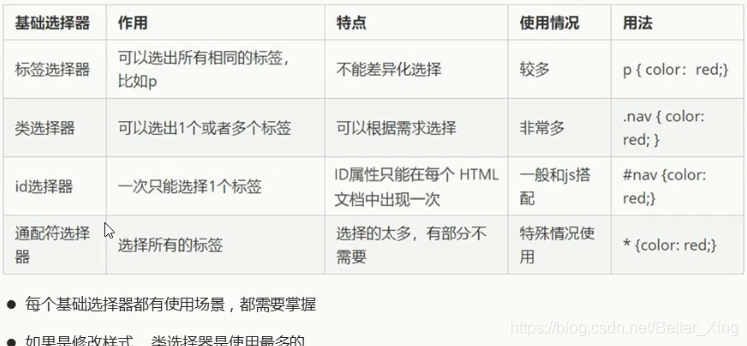 基础选择器 作用 特点 使用情况 用法
标签选择器 可以选出所有相同的标签，比如p 不能差异化选择 较多 p { color：red;}
类选择器 可以选出1个或者多个标签 可以根据需求选择 非常多 .nav { color: red; }
id选择器 一次只能选择1个标签 ID属性只能在每个 HTML 文档中出现一次 一般和js搭配 #nav {color: red;}
通配符选择器 选择所有的标签 选择的太多，有部分不需要 特殊情况使用 * {color: red;}
● 每个基础选择器都有使用场景，都需要掌握
● 如果是修改样式，类选择器是使用最多的
https://blog.csdn.net/Better_Xing